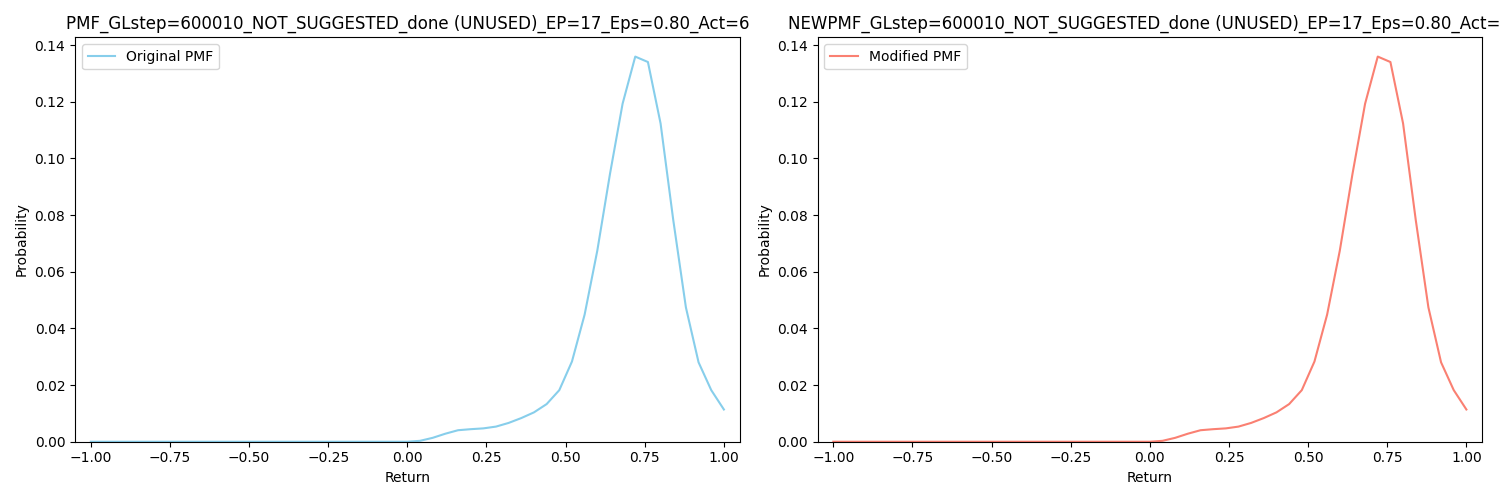 PMF_GLstep=600010_NOT_SUGGESTED_done (UNUSED)_EP=17_Eps=0.80_Act=6
Original PMF
0.14
0.12
0.10
0.08
0.06
0.04
0.02
0.00
Probability
−1.00 −0.75 −0.50 −0.25 0.00 0.25 0.50 0.75 1.00
Return
NEWPMF_GLstep=600010_NOT_SUGGESTED_done (UNUSED)_EP=17_Eps=0.80_Act=
Modified PMF
0.14
0.12
0.10
0.08
0.06
0.04
0.02
0.00
Probability
−1.00 −0.75 −0.50 −0.25 0.00 0.25 0.50 0.75 1.00
Return